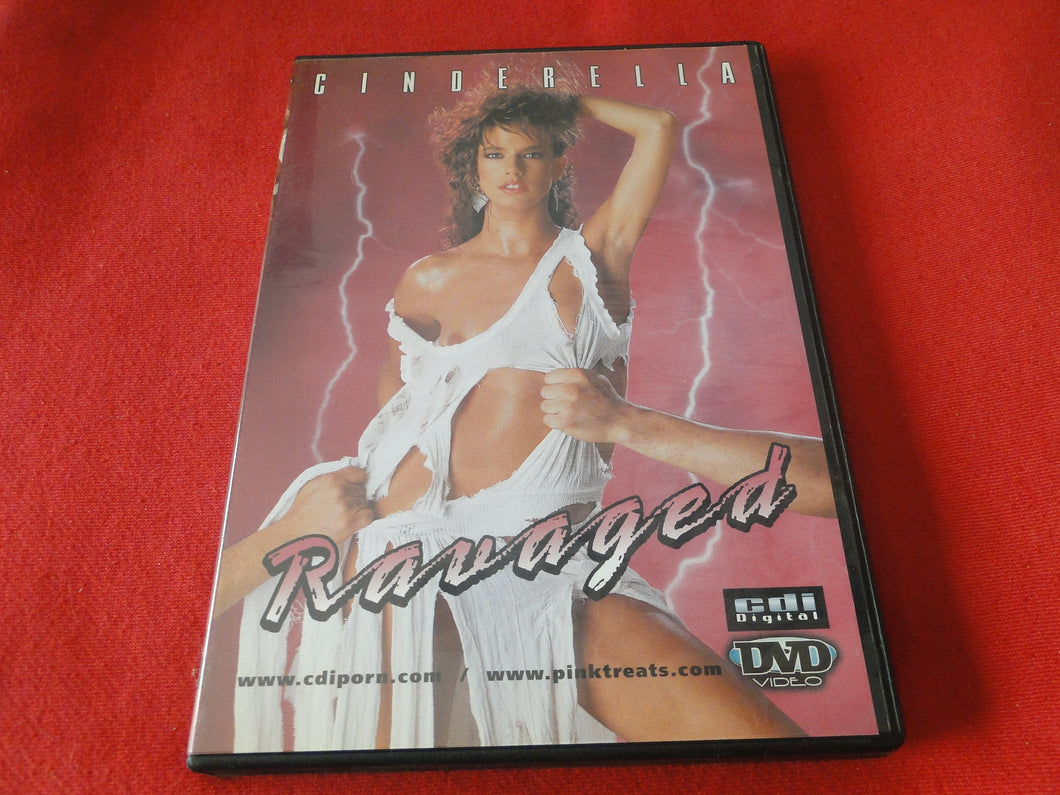 CINDERELLA
Ravaged
cdi
Digital
www.cdiporn.com / www.pinktreats.com
DVD
VIDEO